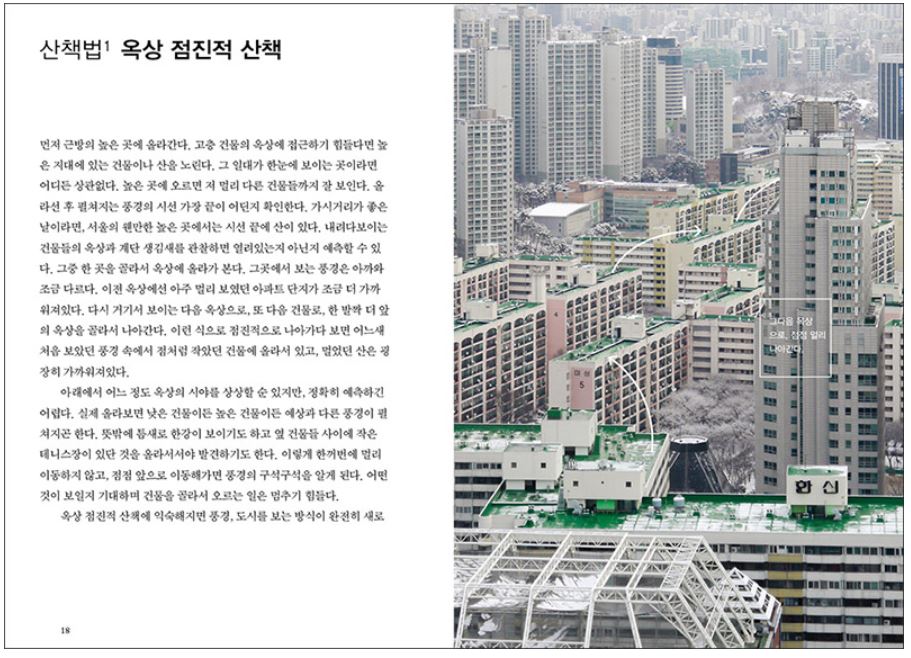 산책법¹ 옥상 점진적 산책
먼저 근방의 높은 곳에 올라간다. 고층 건물의 옥상에 접근하기 힘들다면 높
은 지대에 있는 건물이나 산을 노린다. 그 일대가 한눈에 보이는 곳이라면
어디든 상관없다. 높은 곳에 오르면 저 멀리 다른 건물들까지 잘 보인다. 올
라선 후 펼쳐지는 풍경의 시선 가장 끝이 어딘지 확인한다. 가시거리가 좋은
날이라면, 서울의 웬만한 높은 곳에서는 시선 끝에 산이 있다. 내려다보이는
건물들의 옥상과 계단 생김새를 관찰하면 열려있는지 아닌지 예측할 수 있
다. 그중 한 곳을 골라서 옥상에 올라가 본다. 그곳에서 보는 풍경은 아까와
조금 다르다. 이전 옥상에선 아주 멀리 보였던 아파트 단지가 조금 더 가까
워져있다. 다시 거기서 보이는 다음 옥상으로, 또 다음 건물로, 한 발짝 더 앞
의 옥상을 골라서 나아간다. 이런 식으로 점진적으로 나아가다 보면 어느새
처음 보았던 풍경 속에서 점처럼 작았던 건물에 올라서 있고, 멀었던 산은 굉
장히 가까워져있다.
아래에서 어느 정도 옥상의 시야를 상상할 순 있지만, 정확히 예측하긴
어렵다. 실제 올라보면 낮은 건물이든 높은 건물이든 예상과 다른 풍경이 펼
쳐지곤 한다. 뜻밖에 틈새로 한강이 보이기도 하고 옆 건물들 사이에 작은
테니스장이 있단 것을 올라서서야 발견하기도 한다. 이렇게 한꺼번에 멀리
이동하지 않고, 점점 앞으로 이동해가면 풍경의 구석구석을 알게 된다. 어떤
것이 보일지 기대하며 건물을 골라서 오르는 일은 멈추기 힘들다.
옥상 점진적 산책에 익숙해지면 풍경, 도시를 보는 방식이 완전히 새로
18
4
미성
5
그다음 옥상
으로, 점점 멀리
나아간다.
한신